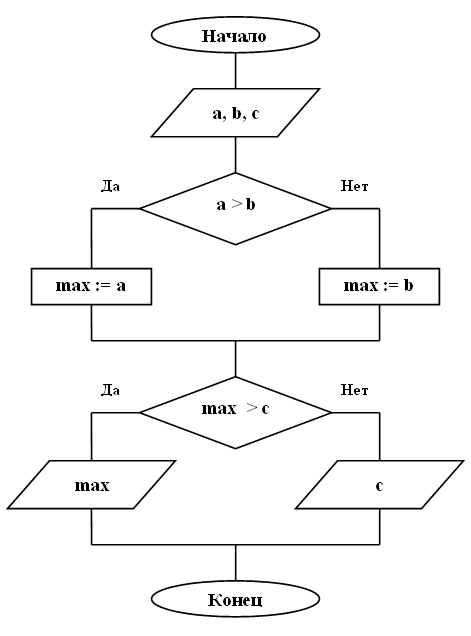 Начало
a, b, c
Да
Нет
a > b
max := a
max := b
Да
Нет
max > c
max
c
Конец